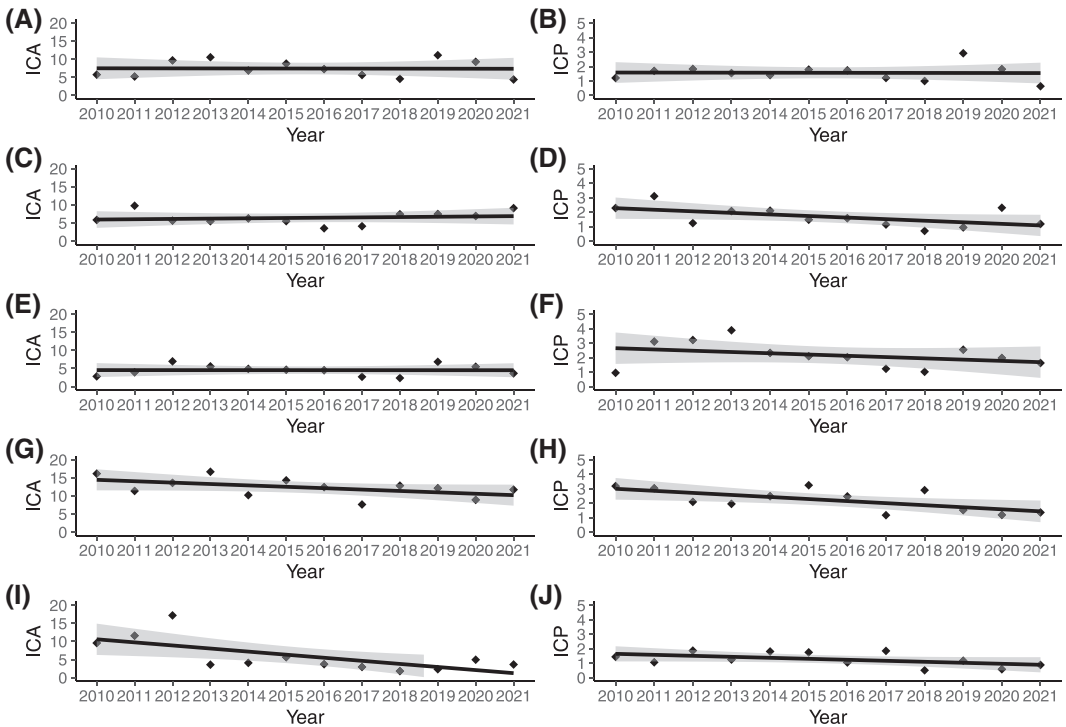 (A) (B)
20 15 10 5 0 ICA 5 4 3 2 1 0 ICP
2010 2011 2012 2013 2014 2015 2016 2017 2018 2019 2020 2021 2010 2011 2012 2013 2014 2015 2016 2017 2018 2019 2020 2021
Year Year
(C) (D)
20 15 10 5 0 ICA 5 4 3 2 1 0 ICP
2010 2011 2012 2013 2014 2015 2016 2017 2018 2019 2020 2021 2010 2011 2012 2013 2014 2015 2016 2017 2018 2019 2020 2021
Year Year
(E) (F)
20 15 10 5 0 ICA 5 4 3 2 1 0 ICP
2010 2011 2012 2013 2014 2015 2016 2017 2018 2019 2020 2021 2010 2011 2012 2013 2014 2015 2016 2017 2018 2019 2020 2021
Year Year
(G) (H)
20 15 10 5 0 ICA 5 4 3 2 1 0 ICP
2010 2011 2012 2013 2014 2015 2016 2017 2018 2019 2020 2021 2010 2011 2012 2013 2014 2015 2016 2017 2018 2019 2020 2021
Year Year
(I) (J)
20 15 10 5 0 ICA 5 4 3 2 1 0 ICP
2010 2011 2012 2013 2014 2015 2016 2017 2018 2019 2020 2021 2010 2011 2012 2013 2014 2015 2016 2017 2018 2019 2020 2021
Year Year